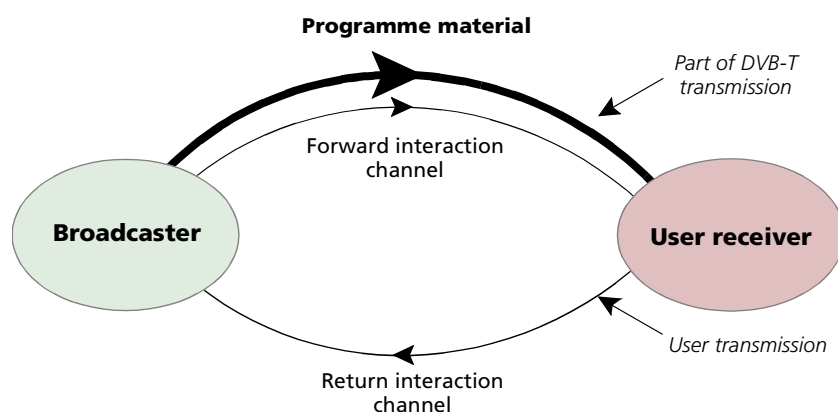 Programme material
Part of DVB-T
transmission
Forward interaction
channel
Broadcaster
User receiver
User transmission
Return interaction
channel